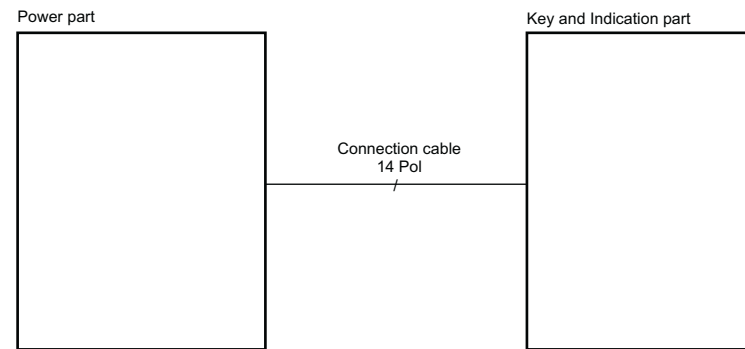 Power part
Key and Indication part
Connection cable
14 Pol